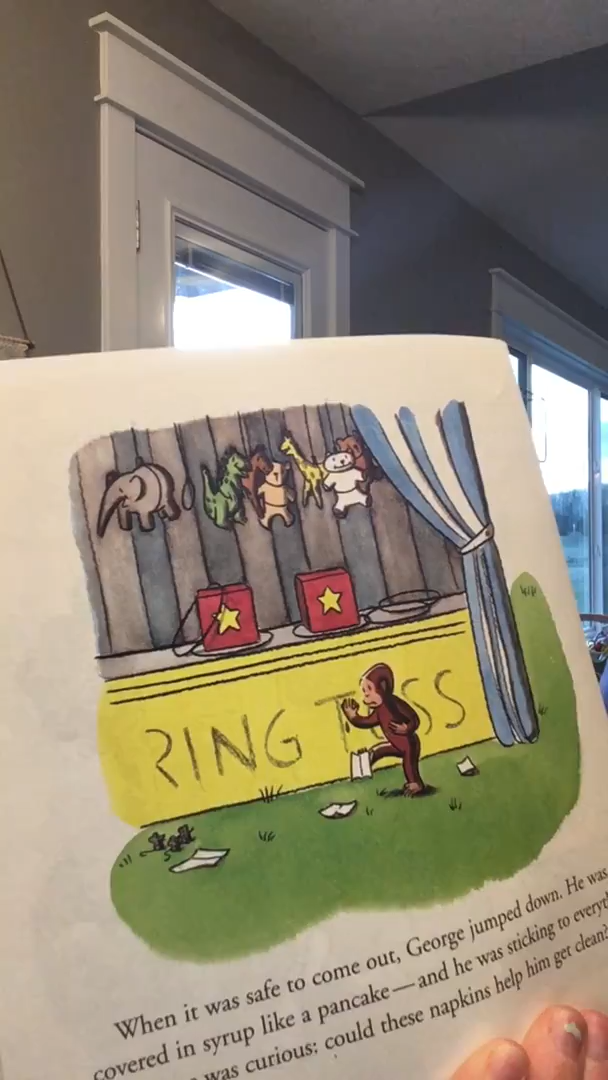 RING TOSS
When it was safe to come out, George jumped down. He was
covered in syrup like a pancake—and he was sticking to
was curious: could these napkins help him get clean?